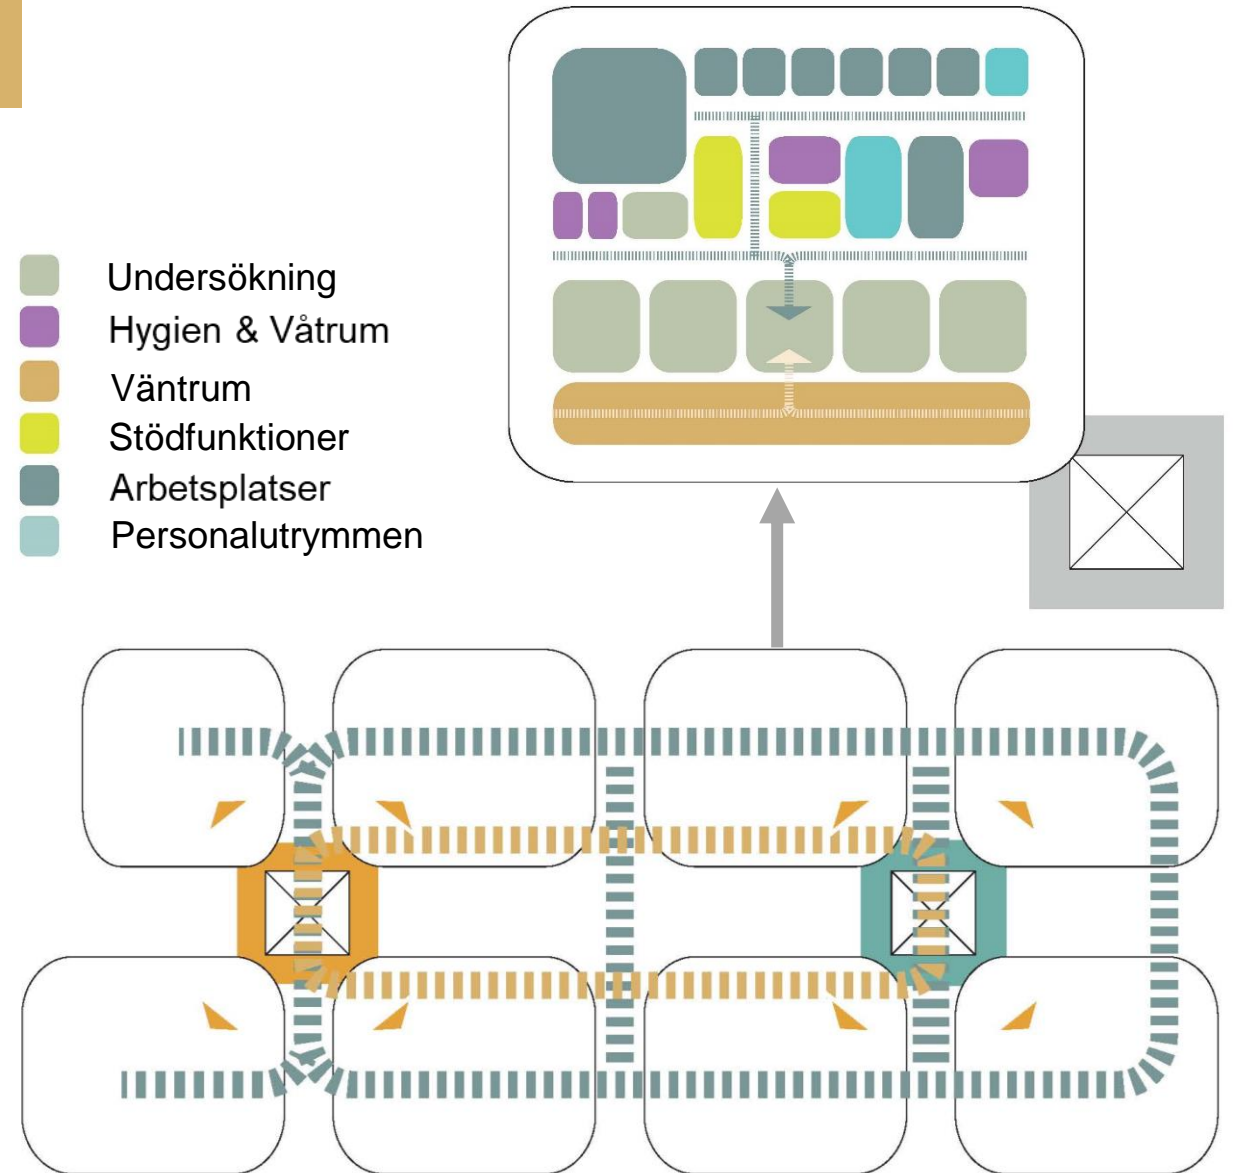 Undersökning
Hygien & Våtrum
Väntrum
Stödfunktioner
Arbetsplatser
Personalutrymmen